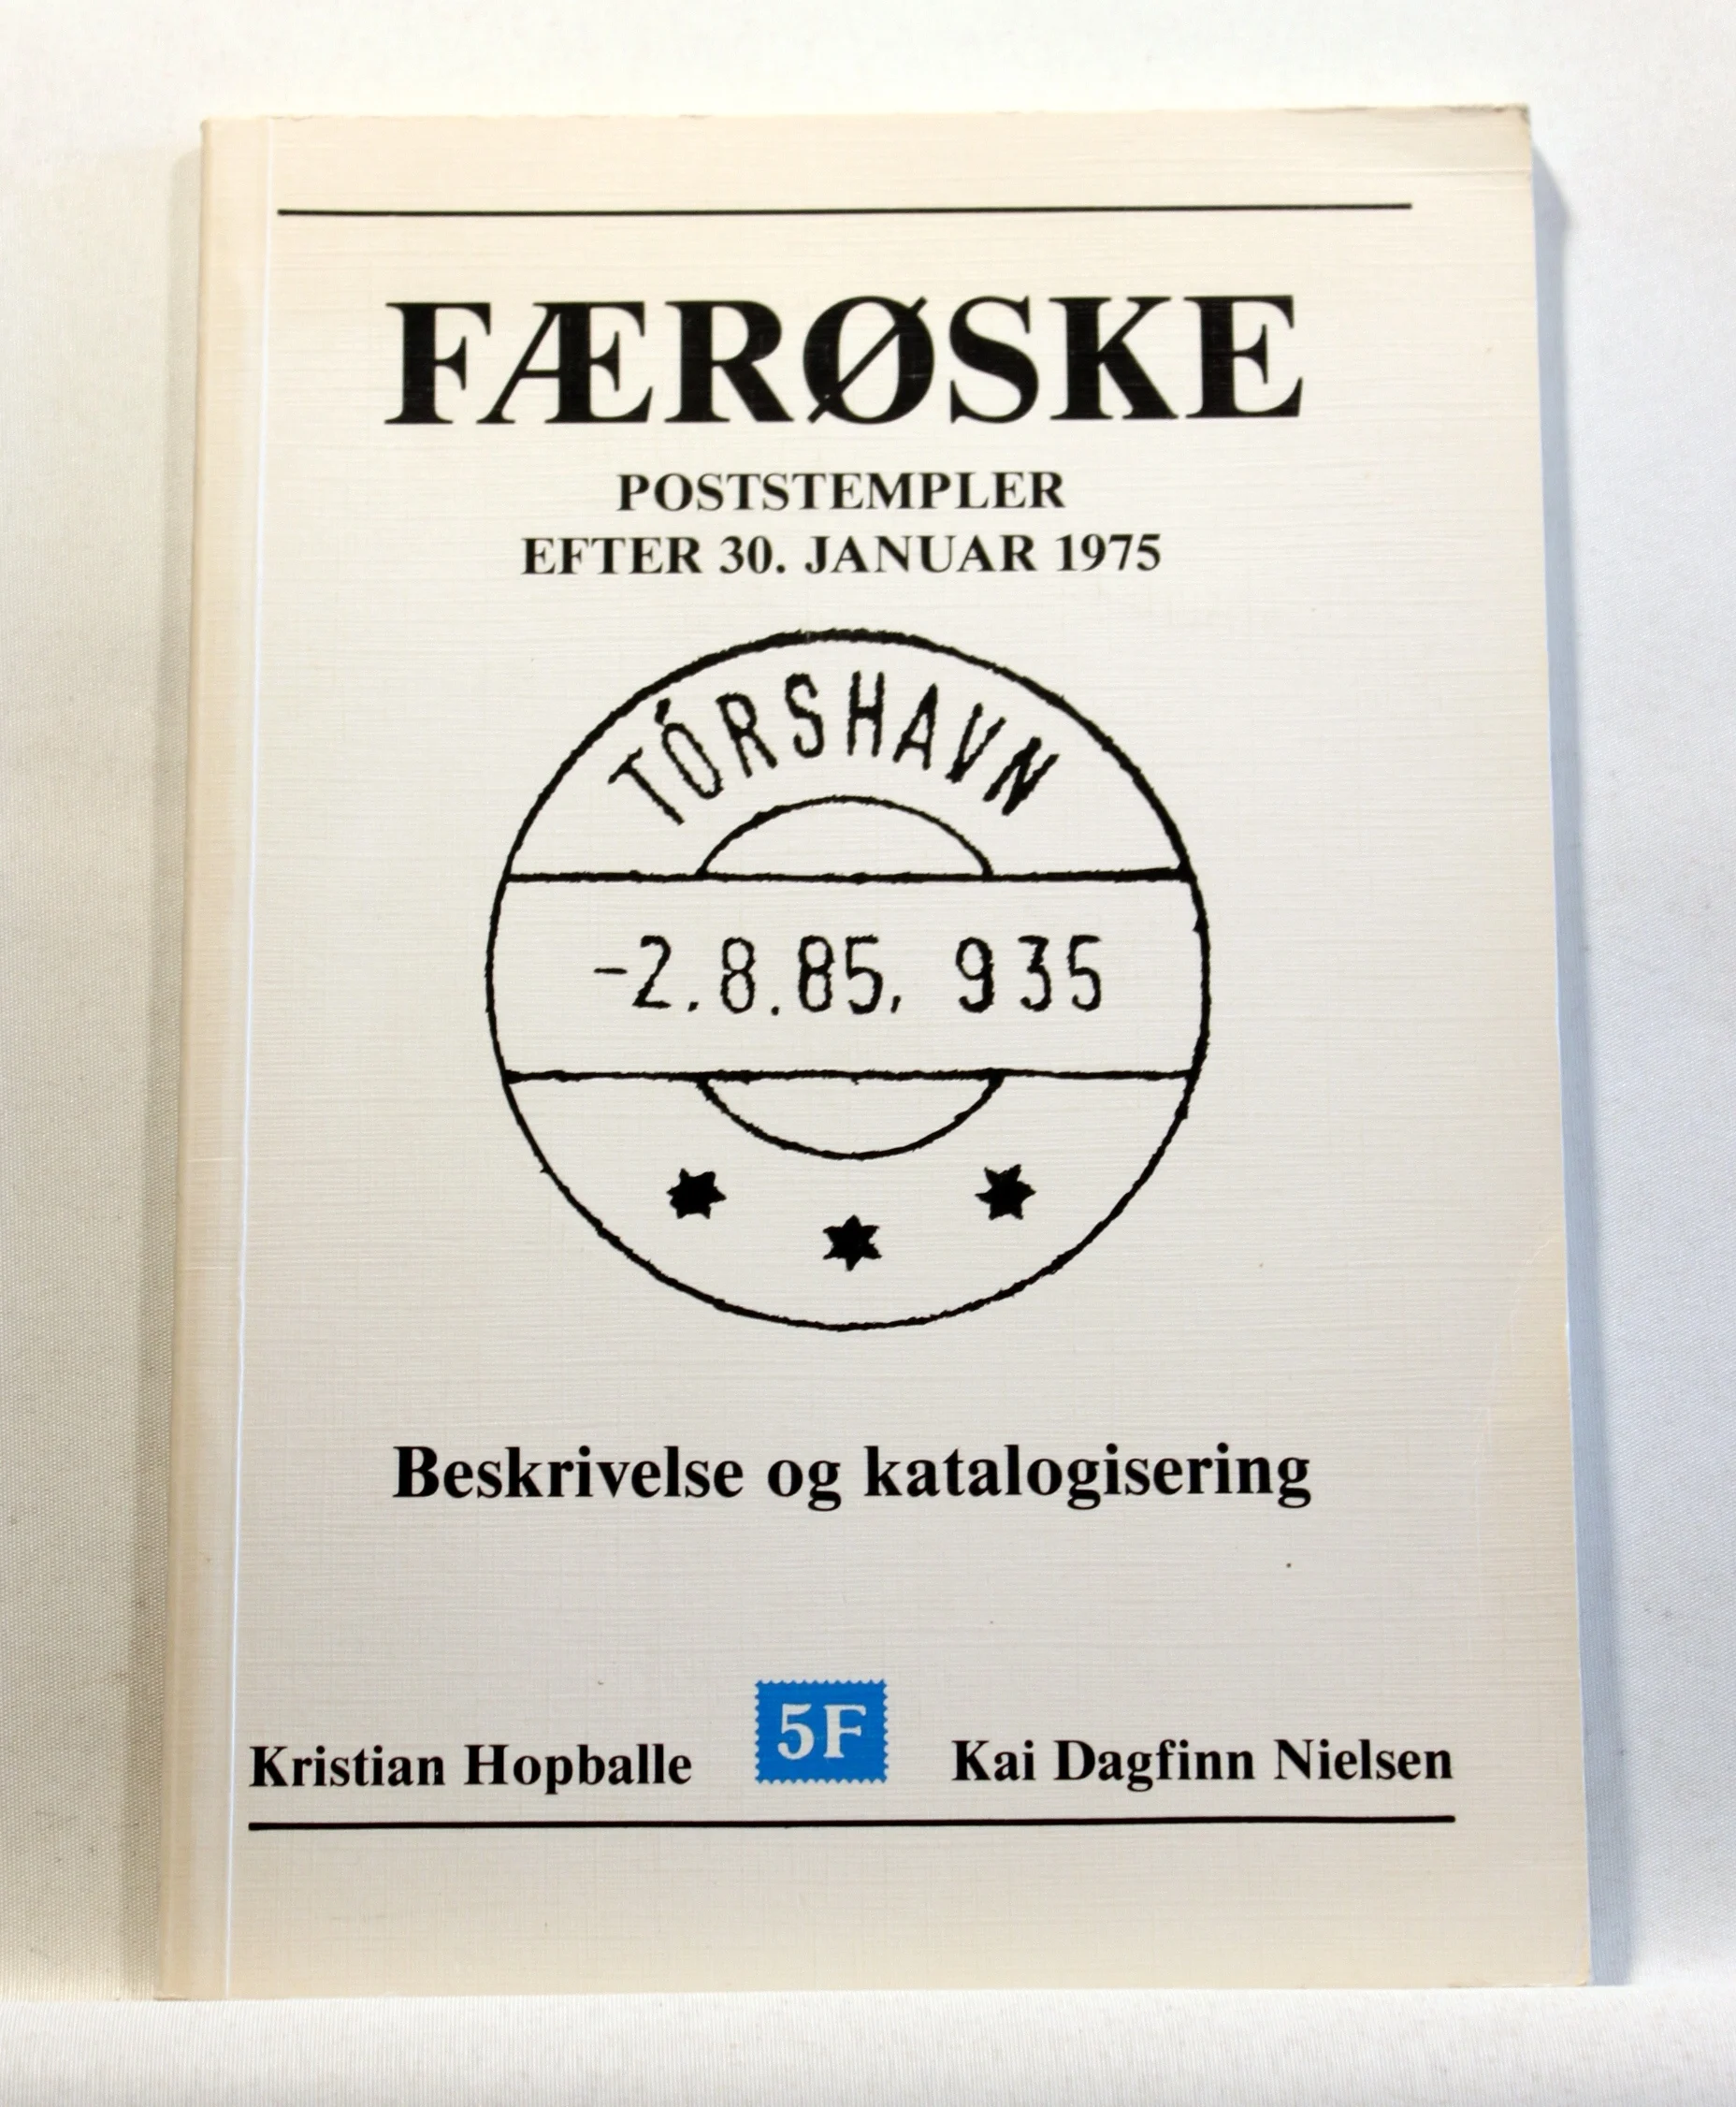 FÆRØSKE
POSTSTEMPLER
EFTER 30. JANUAR 1975
TÓRSHAVN
-2.8.85. 935
Beskrivelse og katalogisering
Kristian Hopballe
5F
Kai Dagfinn Nielsen